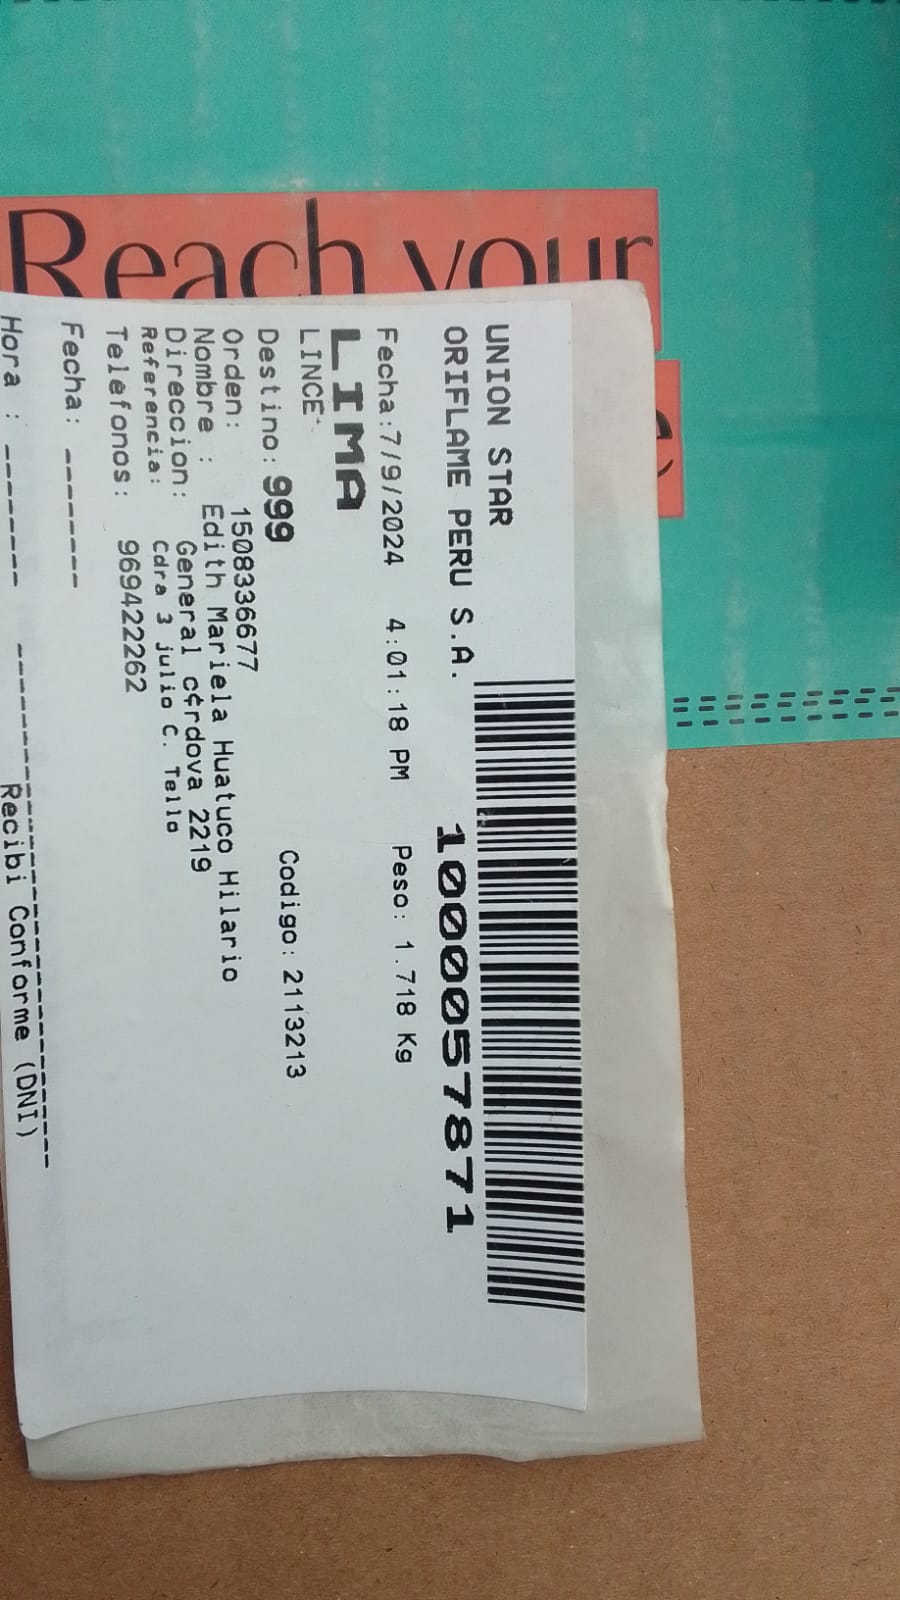 Reach your
UNION STAR
ORIFLAME PERU S.A.
10000057871
Fecha:7/9/2024 4:01:18 PM Peso: 1.718 Kg
LIMA
LINCE
Destino: 999 Codigo: 2113213
Orden: 1508336677
Nombre : Edith Mariela Huatuco Hilario
Direccion: General c¢rdova 2219
Referencia: Cdra 3 julio C. Tello
Telefonos: 969422262
Fecha: ------
Hora : -------
Recibi Conforme (DNI)